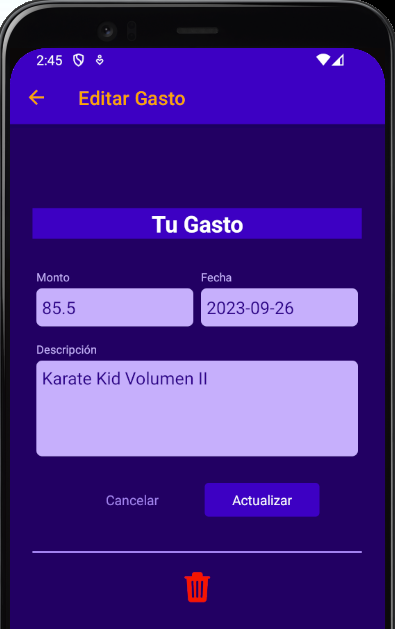 2:45
Editar Gasto
Tu Gasto
Monto
Fecha
85.5
2023-09-26
Descripción
Karate Kid Volumen II
Cancelar
Actualizar